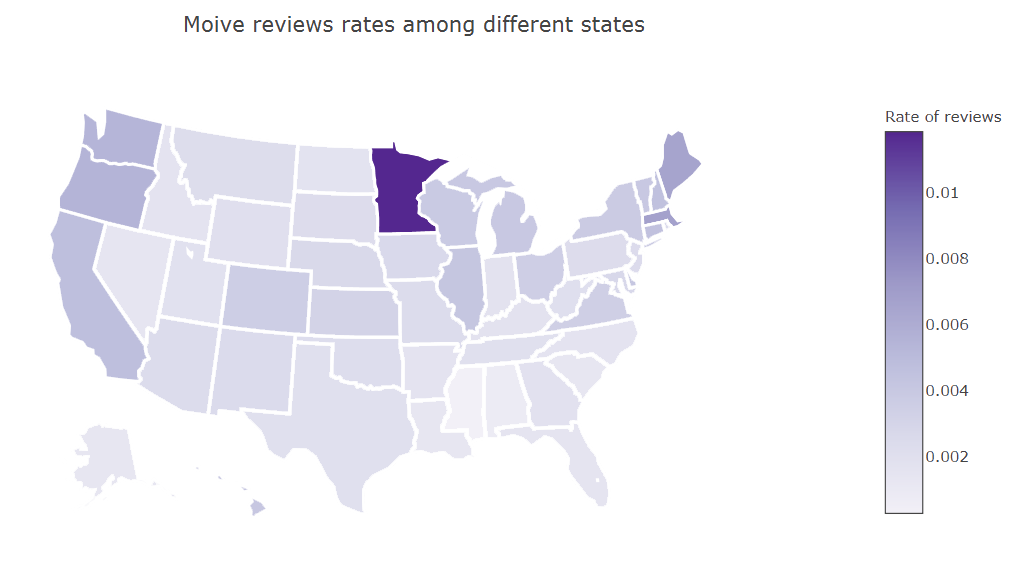 Moive reviews rates among different states
Rate of reviews
0.01
0.008
0.006
0.004
0.002